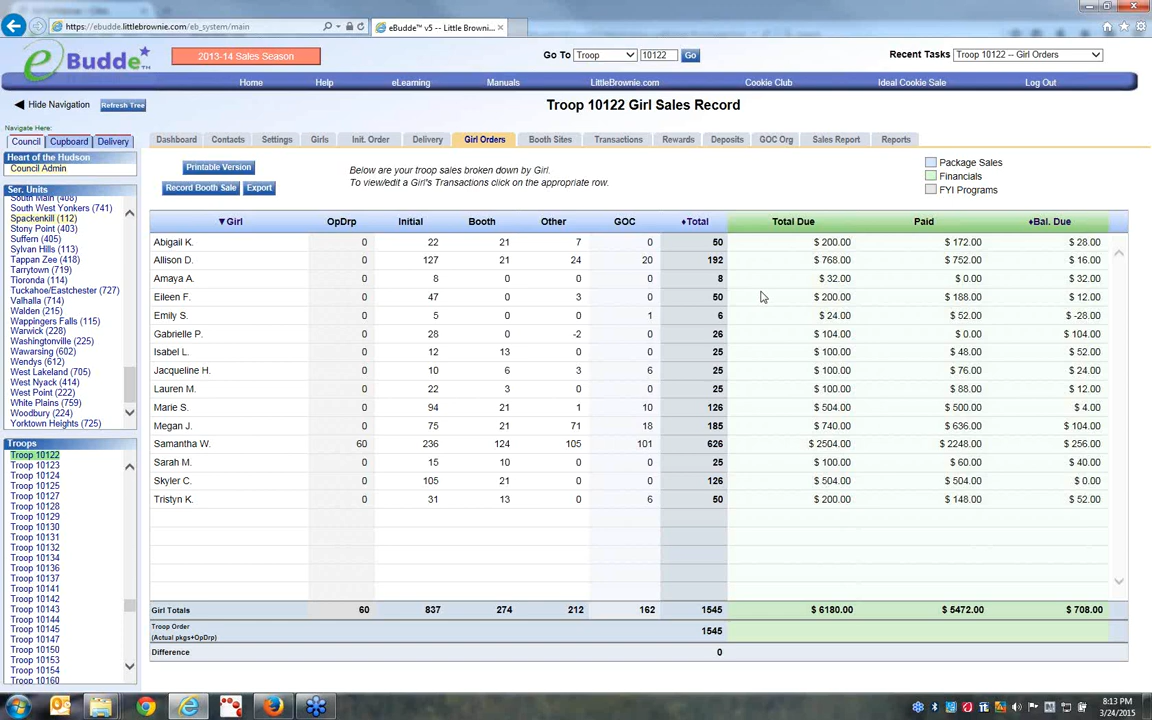 https://ebudde.littlebrownie.com/eb_system/main
eBudde™ v5 -- Little Browni...
eBudde™
2013-14 Sales Season
Go To Troop 10122 Go
Recent Tasks Troop 10122 -- Girl Orders
Home Help eLearning Manuals LittleBrownie.com Cookie Club Ideal Cookie Sale Log Out
Hide Navigation Refresh Tree
Troop 10122 Girl Sales Record
Navigate Here:
Council Cupboard Delivery
Dashboard Contacts Settings Girls Init. Order Delivery Girl Orders Booth Sites Transactions Rewards Deposits GOC Org Sales Report Reports
Heart of the Hudson
Council Admin
Ser. Units
South Main (408)
South West Yonkers (741)
Spackenkill (112)
Stony Point (403)
Suffern (405)
Sylvan Hills (113)
Tappan Zee (418)
Tarrytown (719)
Tioronda (114)
Tuckahoe/Eastchester (727)
Valhalla (714)
Walden (215)
Wappingers Falls (115)
Warwick (228)
Washingtonville (225)
Wawarsing (602)
Wendys (612)
West Lakeland (705)
West Nyack (414)
West Point (222)
White Plains (759)
Woodbury (224)
Yorktown Heights (725)
Troops
Troop 10122
Troop 10123
Troop 10124
Troop 10125
Troop 10127
Troop 10128
Troop 10129
Troop 10130
Troop 10131
Troop 10132
Troop 10134
Troop 10136
Troop 10137
Troop 10141
Troop 10142
Troop 10143
Troop 10144
Troop 10145
Troop 10147
Troop 10150
Troop 10153
Troop 10154
Troop 10160
Printable Version
Record Booth Sale Export
Below are your troop sales broken down by Girl.
To view/edit a Girl's Transactions click on the appropriate row.
Package Sales
Financials
FYI Programs
▼Girl OpDrp Initial Booth Other GOC ♦Total Total Due Paid ♦Bal. Due
Abigail K. 0 22 21 7 0 50 $ 200.00 $ 172.00 $ 28.00
Allison D. 0 127 21 24 20 192 $ 768.00 $ 752.00 $ 16.00
Amaya A. 0 8 0 0 0 8 $ 32.00 $ 0.00 $ 32.00
Eileen F. 0 47 0 3 0 50 $ 200.00 $ 188.00 $ 12.00
Emily S. 0 5 0 0 1 6 $ 24.00 $ 52.00 $ -28.00
Gabrielle P. 0 28 0 -2 0 26 $ 104.00 $ 0.00 $ 104.00
Isabel L. 0 12 13 0 0 25 $ 100.00 $ 48.00 $ 52.00
Jacqueline H. 0 10 6 3 6 25 $ 100.00 $ 76.00 $ 24.00
Lauren M. 0 22 3 0 0 25 $ 100.00 $ 88.00 $ 12.00
Marie S. 0 94 21 1 10 126 $ 504.00 $ 500.00 $ 4.00
Megan J. 0 75 21 71 18 185 $ 740.00 $ 636.00 $ 104.00
Samantha W. 60 236 124 105 101 626 $ 2504.00 $ 2248.00 $ 256.00
Sarah M. 0 15 10 0 0 25 $ 100.00 $ 60.00 $ 40.00
Skyler C. 0 105 21 0 0 126 $ 504.00 $ 504.00 $ 0.00
Tristyn K. 0 31 13 0 6 50 $ 200.00 $ 148.00 $ 52.00
Girl Totals 60 837 274 212 162 1545 $ 6180.00 $ 5472.00 $ 708.00
Troop Order
(Actual pkgs+OpDrp) 1545
Difference 0
8:13 PM
3/24/2015